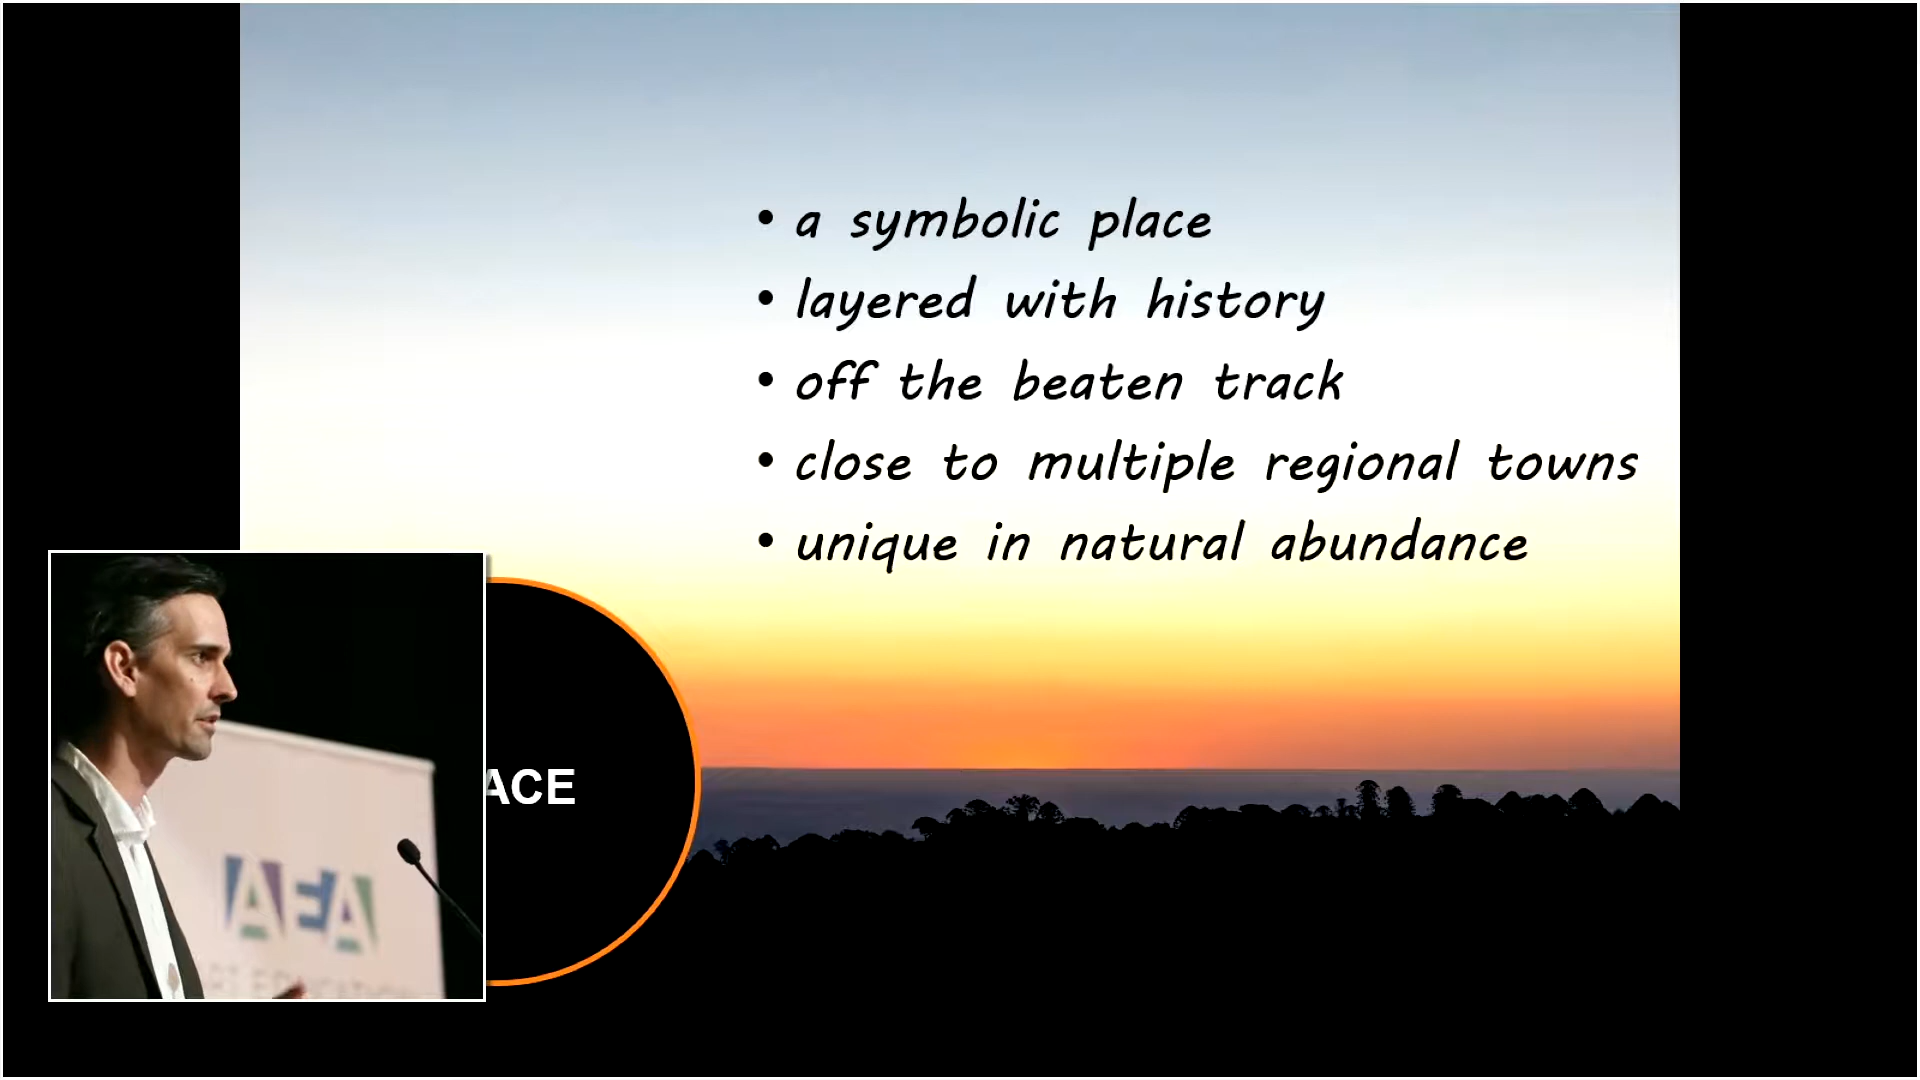 • a symbolic place
• layered with history
• off the beaten track
• close to multiple regional towns
• unique in natural abundance
ACE
AEA